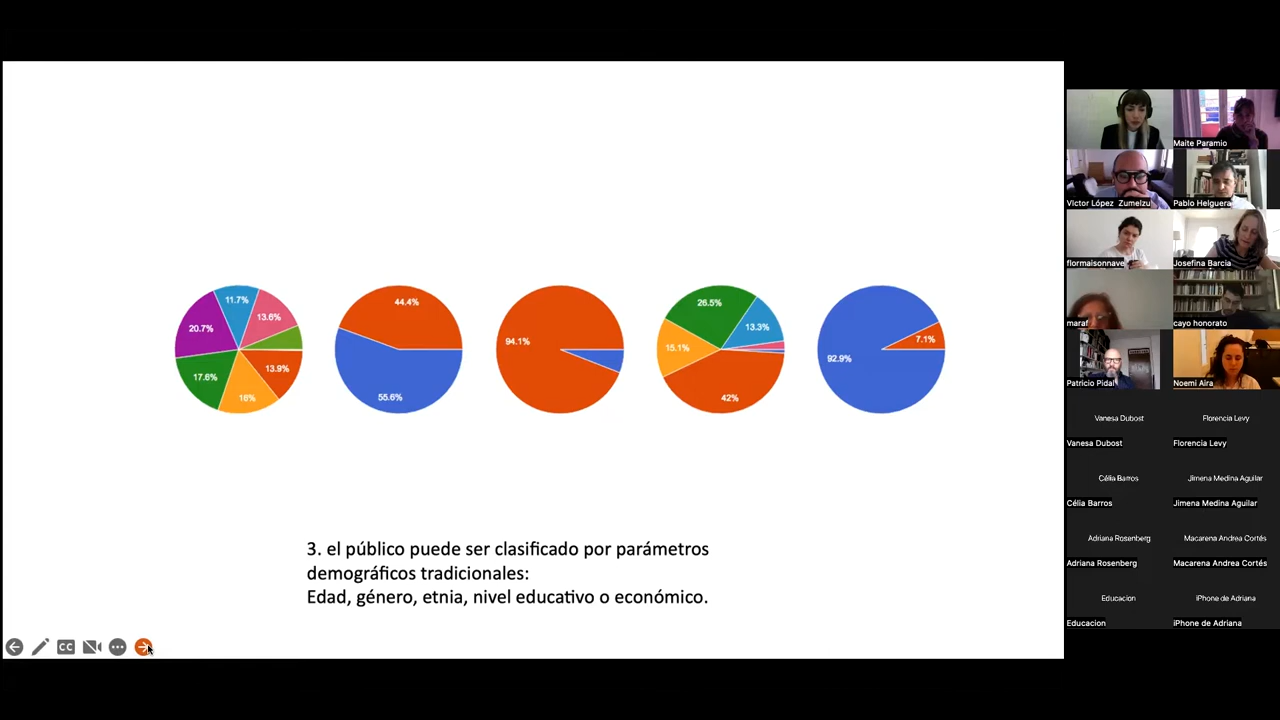 11.7%
13.6%
20.7%
13.9%
17.6%
16%
44.4%
55.6%
94.1%
26.5%
13.3%
15.1%
42%
7.1%
92.9%
3. el público puede ser clasificado por parámetros
demográficos tradicionales:
Edad, género, etnia, nivel educativo o económico.
CC
Maite Paramio
Victor López Zumelzu
Pablo Helguera
flormaisonnave
Josefina Barcia
maraf
cayo honorato
Patricio Pidal
Noemi Aira
Vanesa Dubost
Florencia Levy
Vanesa Dubost
Florencia Levy
Célia Barros
Jimena Medina Aguilar
Célia Barros
Jimena Medina Aguilar
Adriana Rosenberg
Macarena Andrea Cortés
Adriana Rosenberg
Macarena Andrea Cortés
Educacion
iPhone de Adriana
Educacion
iPhone de Adriana